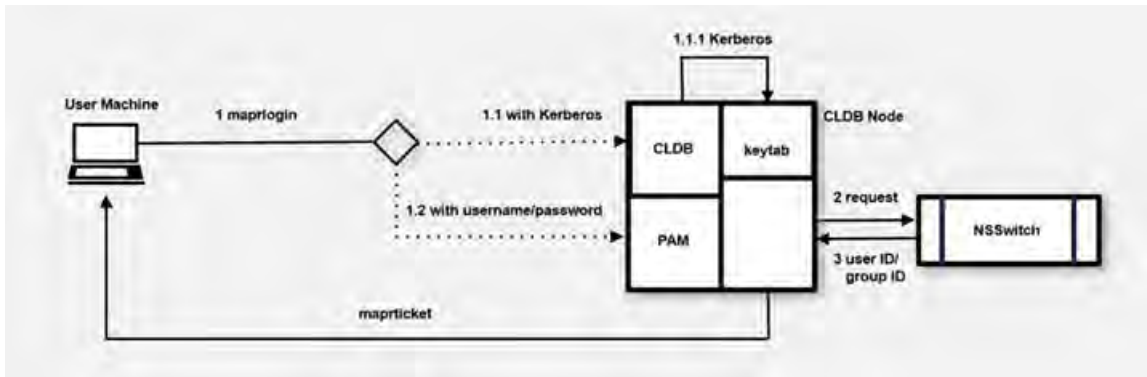 1.1.1 Kerberos
User Machine
1 maprlogin
1.1 with Kerberos
CLDB Node
CLDB
keytab
1.2 with username/password
PAM
2 request
NSSwitch
3 user ID/
group ID
maprticket